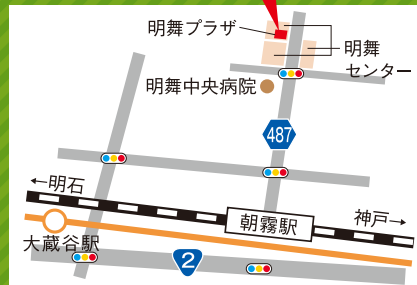 明舞プラザ
明舞
センター
明舞中央病院
487
←明石
朝霧駅
神戸→
大蔵谷駅
2